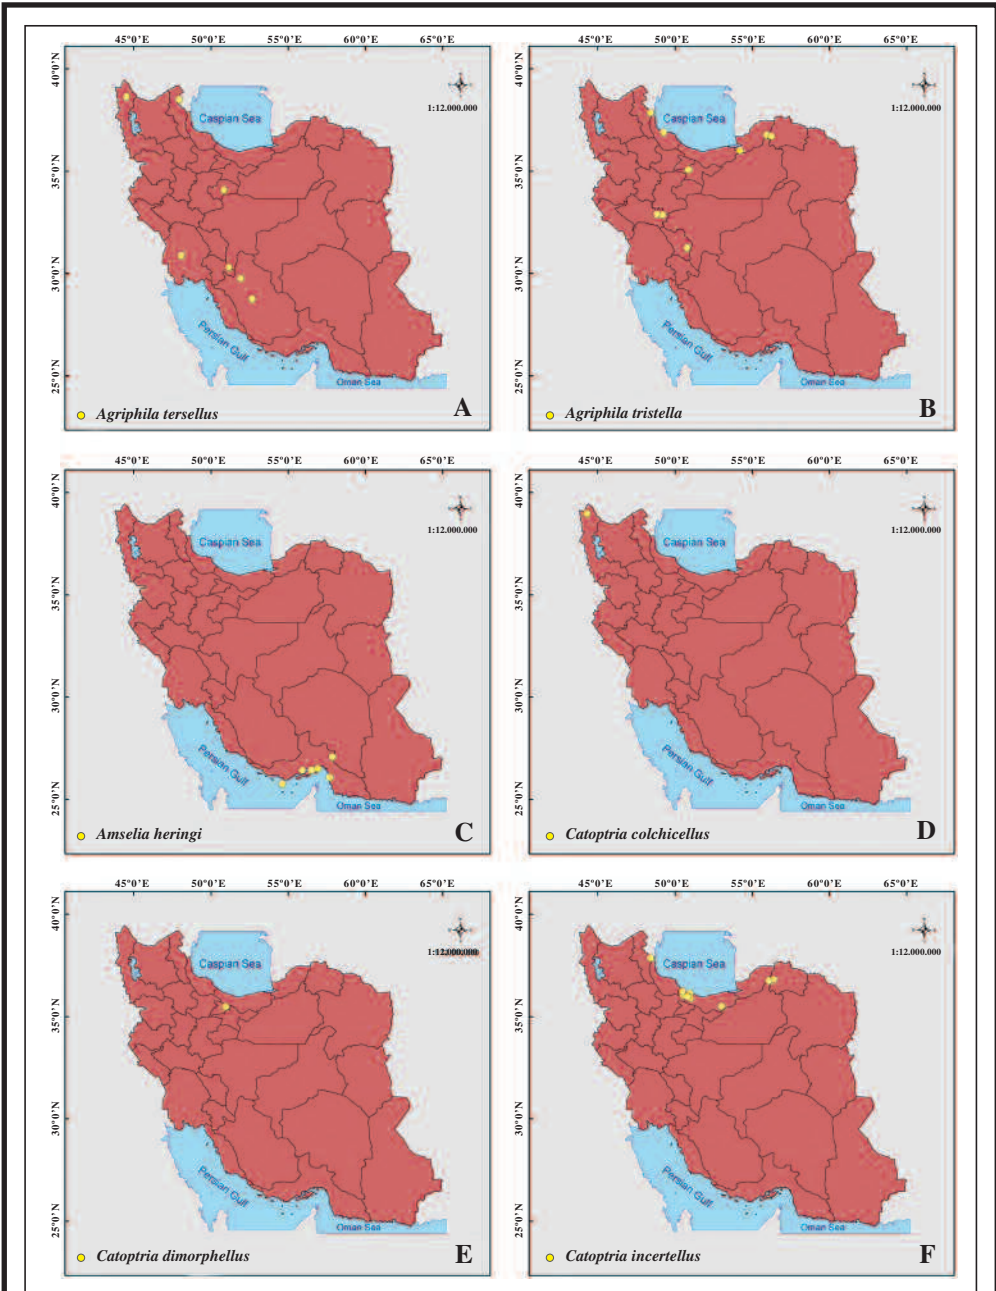 45°0'E 50°0'E 55°0'E 60°0'E 65°0'E
40°0'N
35°0'N
30°0'N
25°0'N
1:12.000.000
Caspian Sea
Persian Gulf
Oman Sea
Agriphila tersellus A
45°0'E 50°0'E 55°0'E 60°0'E 65°0'E
40°0'N
35°0'N
30°0'N
25°0'N
1:12.000.000
Caspian Sea
Persian Gulf
Oman Sea
Agriphila tristella B
45°0'E 50°0'E 55°0'E 60°0'E 65°0'E
40°0'N
35°0'N
30°0'N
25°0'N
1:12.000.000
Caspian Sea
Persian Gulf
Oman Sea
Amselia heringi C
45°0'E 50°0'E 55°0'E 60°0'E 65°0'E
40°0'N
35°0'N
30°0'N
25°0'N
1:12.000.000
Caspian Sea
Persian Gulf
Oman Sea
Catoptria colchicellus D
45°0'E 50°0'E 55°0'E 60°0'E 65°0'E
40°0'N
35°0'N
30°0'N
25°0'N
1:12.000.000
Caspian Sea
Persian Gulf
Oman Sea
Catoptria dimorphellus E
45°0'E 50°0'E 55°0'E 60°0'E 65°0'E
40°0'N
35°0'N
30°0'N
25°0'N
1:12.000.000
Caspian Sea
Persian Gulf
Oman Sea
Catoptria incertellus F